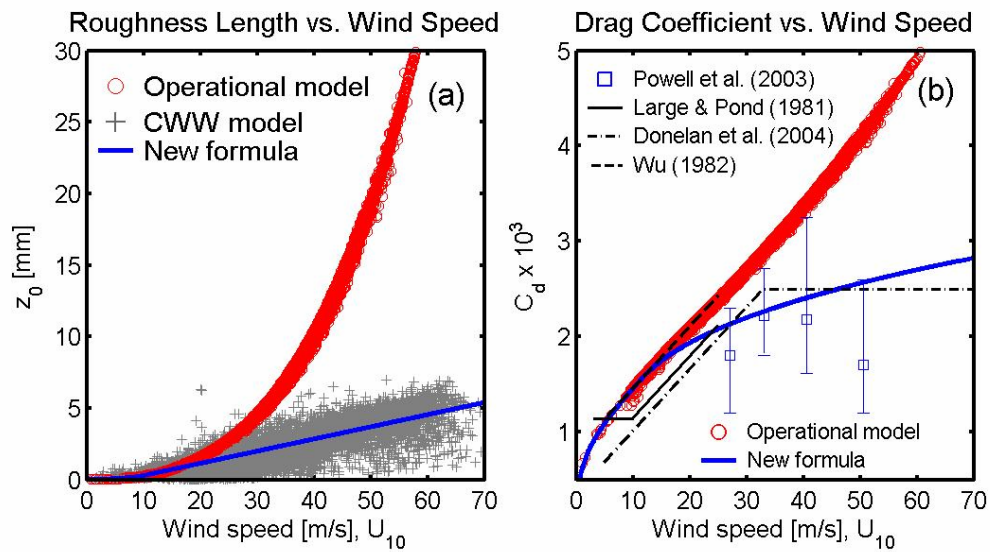 Roughness Length vs. Wind Speed
30
25
20
15
10
5
0
z₀ [mm]
Operational model
CWW model
New formula
(a)
0 10 20 30 40 50 60 70
Wind speed [m/s], U₁₀
Drag Coefficient vs. Wind Speed
5
4
3
2
1
C_d x 10³
Powell et al. (2003)
Large & Pond (1981)
Donelan et al. (2004)
Wu (1982)
(b)
Operational model
New formula
10 20 30 40 50 60 70
Wind speed [m/s], U₁₀